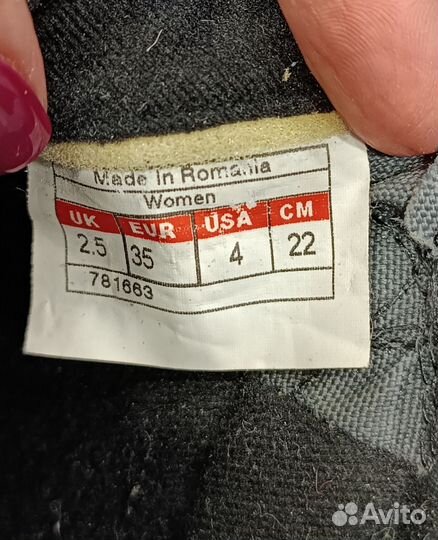 Made in Romania
Women
UK EUR USA CM
2.5 35 4 22
781663
Avito